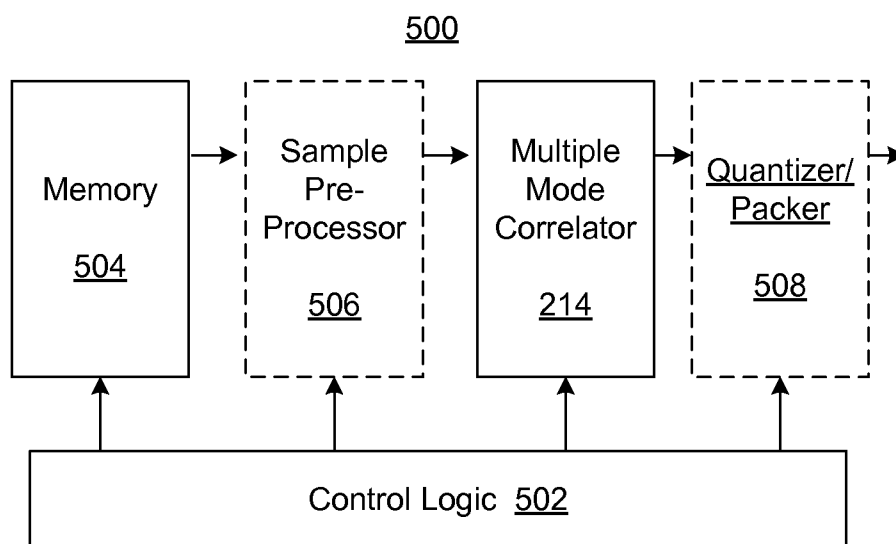 500
Memory
504
Sample
Pre-
Processor
506
Multiple
Mode
Correlator
214
Quantizer/
Packer
508
Control Logic 502